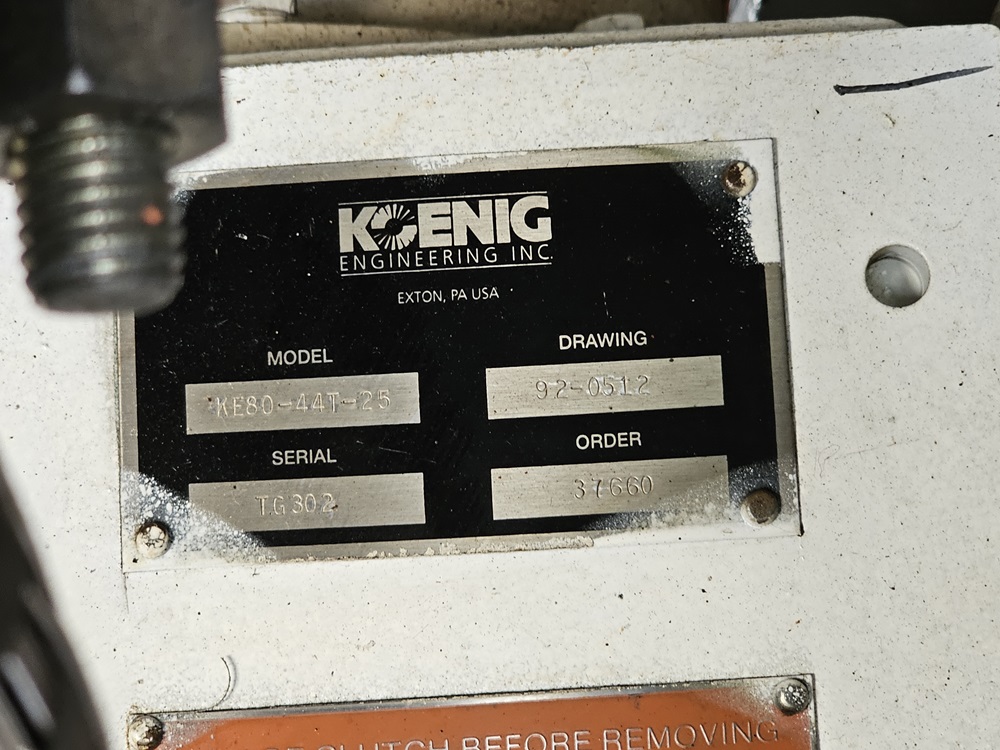 KOENIG
ENGINEERING INC.
EXTON, PA USA
MODEL
KE80-44T-25
DRAWING
92-0512
SERIAL
TG302
ORDER
37660
CLUTCH BEFORE REMOVING